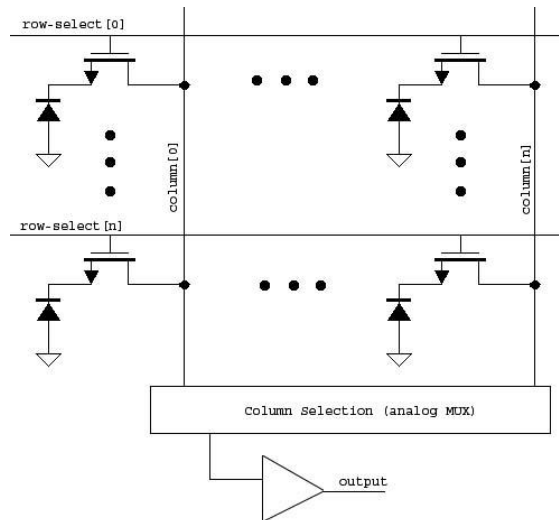 row-select[0]
column[0]
column[n]
row-select[n]
Column Selection (analog MUX)
output